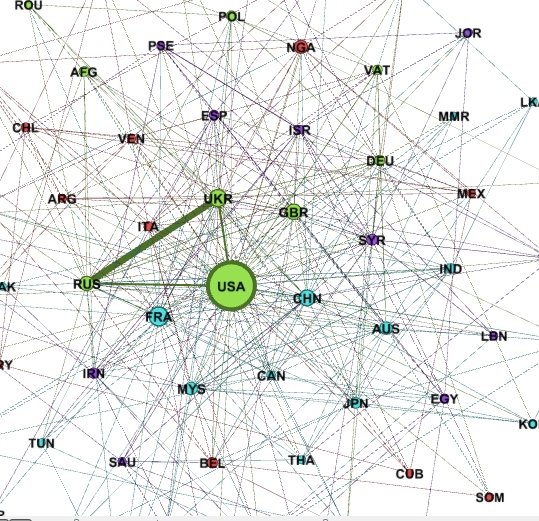 ROU
POL
PSE
NGA
JOR
AFG
VAT
LK
ESP
MMR
CHL
VEN
ISR
DEU
ARG
UKR
GBR
MEX
ITA
SYR
IND
AK
RUS
USA
CHN
FRA
AUS
LBN
RY
IRN
CAN
MYS
JPN
EGY
KO
TUN
SAU
BEL
THA
CUB
SOM